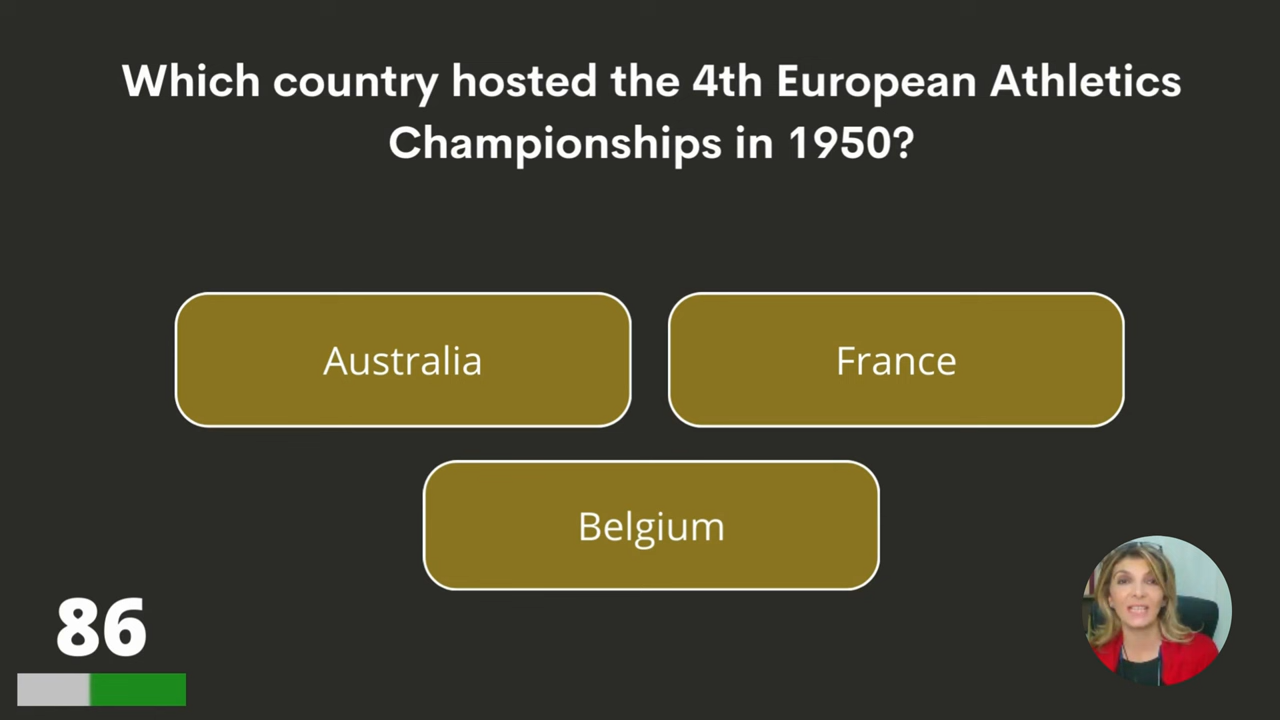 Which country hosted the 4th European Athletics
Championships in 1950?
Australia
France
Belgium
86